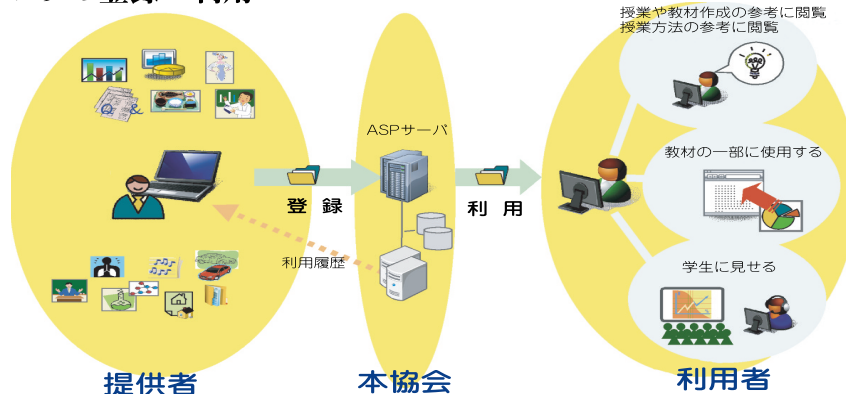 授業や教材作成の参考に閲覧
授業方法の参考に閲覧
ASPサーバ
教材の一部に使用する
登 録
利 用
利用履歴
学生に見せる
提供者
本協会
利用者